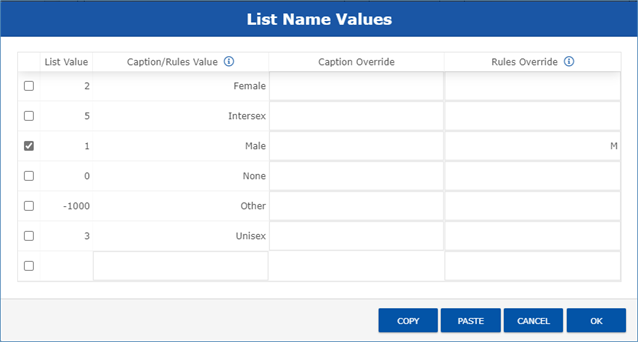 List Name Values
List Value Caption/Rules Value Caption Override Rules Override
2 Female
5 Intersex
1 Male M
0 None
-1000 Other
3 Unisex
COPY PASTE CANCEL OK